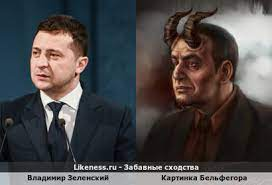 Likeness.ru - Забавные сходства
Владимир Зеленский
Картинка Бельфегора